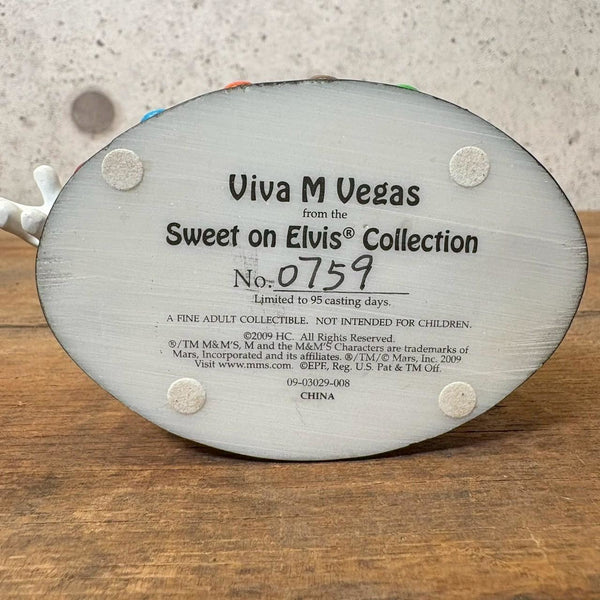 Viva M Vegas
from the
Sweet on Elvis® Collection
No. 0759
Limited to 95 casting days.
A FINE ADULT COLLECTIBLE. NOT INTENDED FOR CHILDREN.
©2009 HC. All Rights Reserved.
®/TM M&M'S, M and the M&M'S Characters are trademarks of
Mars, Incorporated and its affiliates. ®/TM/© Mars, Inc. 2009
Visit www.mms.com. ©EPE, Reg. U.S. Pat & TM Off.
09-03029-008
CHINA